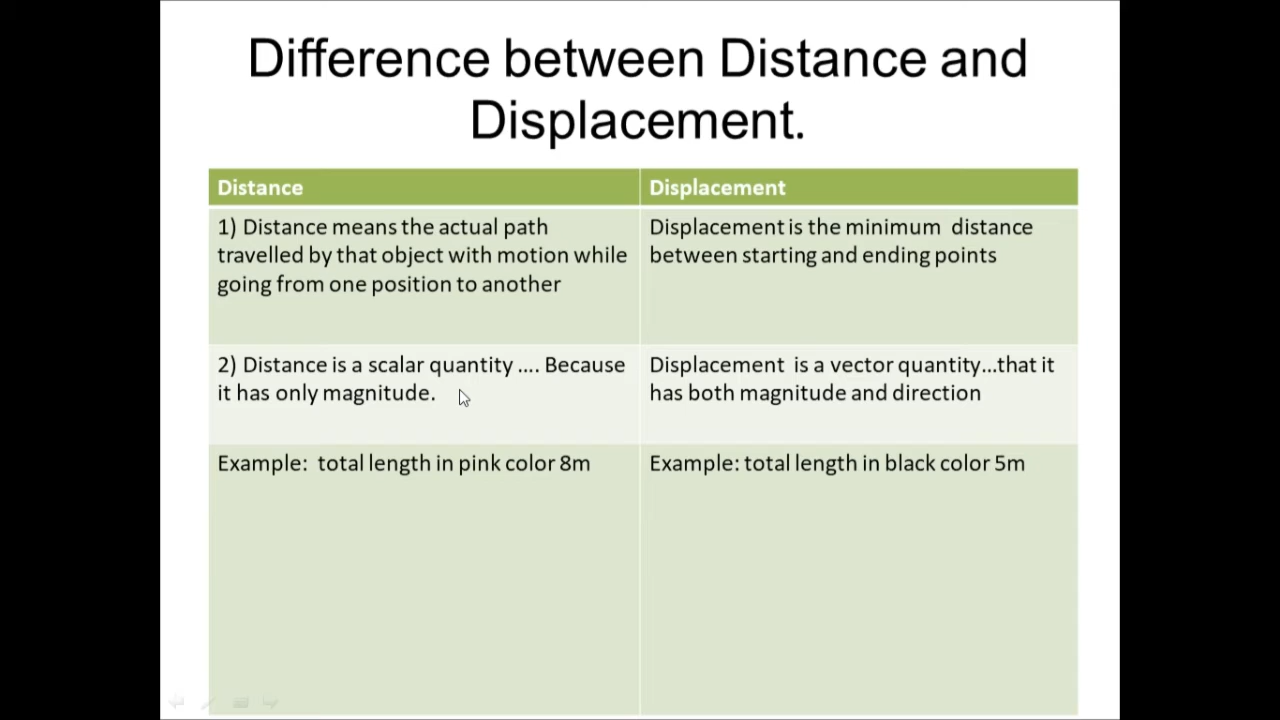 Difference between Distance and
Displacement.
Distance
Displacement
1) Distance means the actual path
travelled by that object with motion while
going from one position to another
Displacement is the minimum  distance
between starting and ending points
2) Distance is a scalar quantity .... Because
it has only magnitude.
Displacement  is a vector quantity...that it
has both magnitude and direction
Example:  total length in pink color 8m
Example: total length in black color 5m